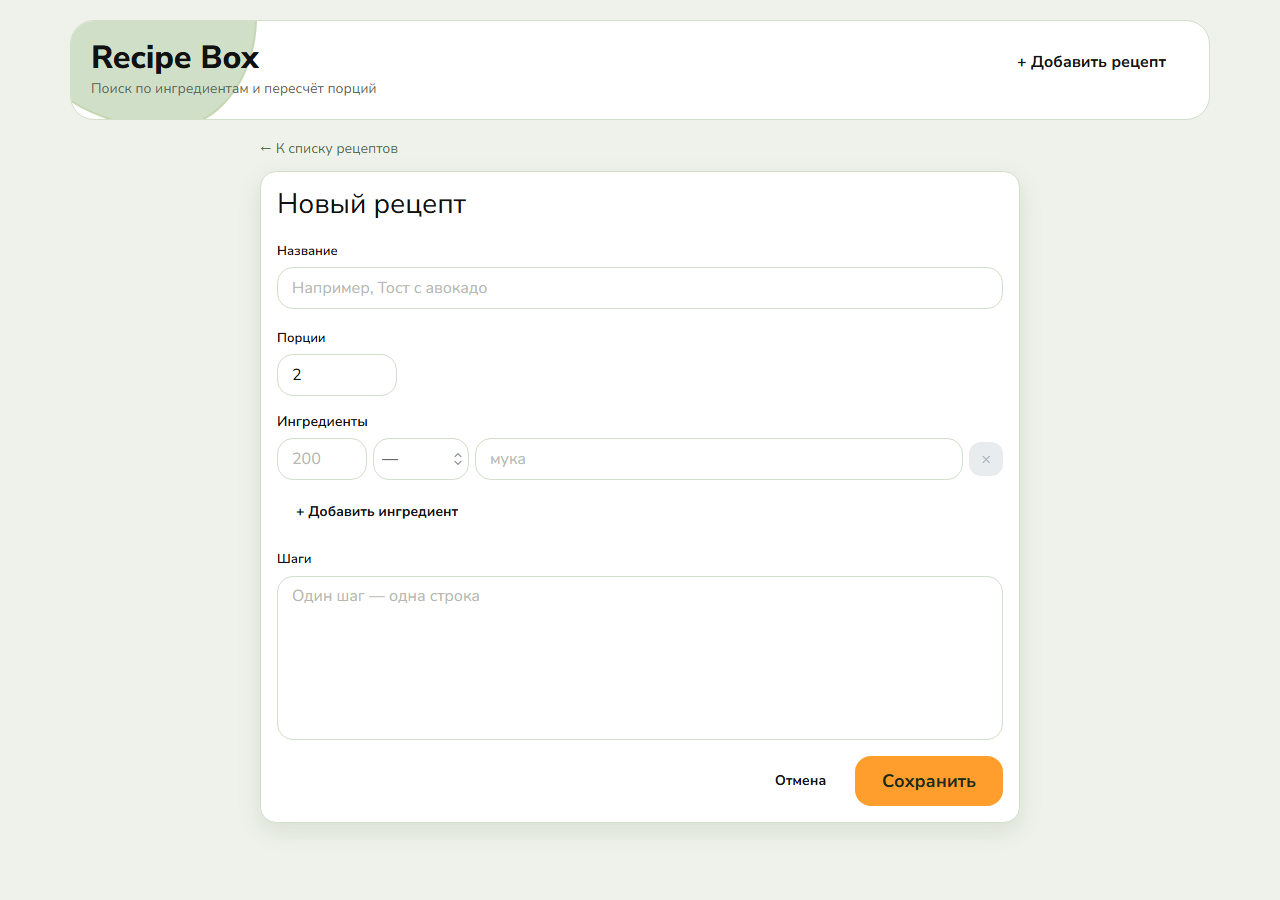 Recipe Box
Поиск по ингредиентам и пересчёт порций
+ Добавить рецепт
← К списку рецептов
Новый рецепт
Название
Например, Тост с авокадо
Порции
2
Ингредиенты
200 — мука ×
+ Добавить ингредиент
Шаги
Один шаг — одна строка
Отмена Сохранить